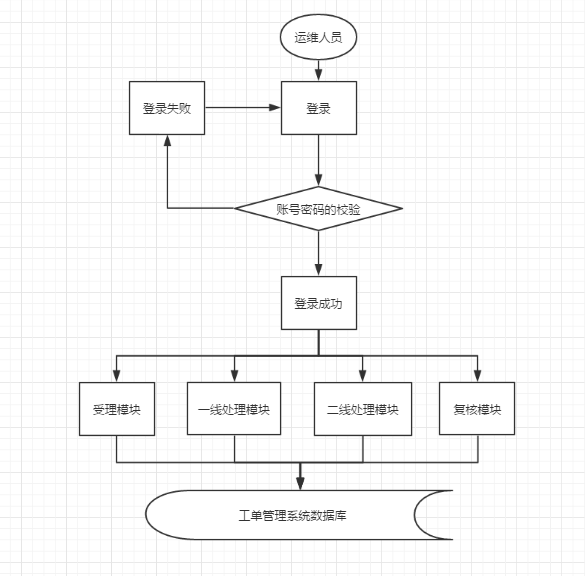 运维人员
登录失败
登录
账号密码的校验
登录成功
受理模块
一线处理模块
二线处理模块
复核模块
工单管理系统数据库